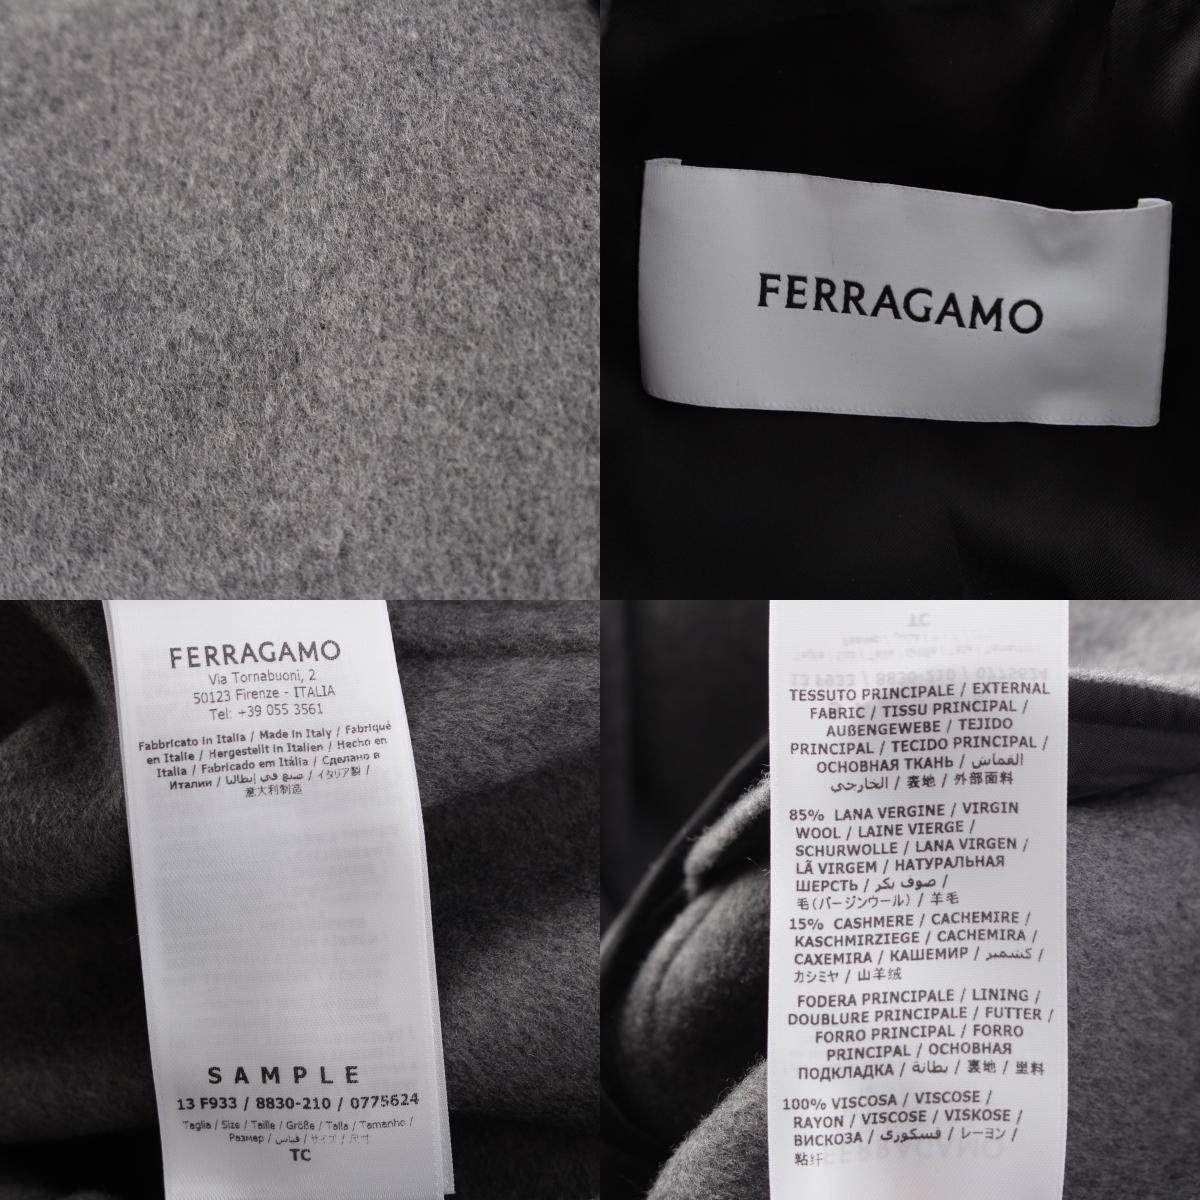 FERRAGAMO
FERRAGAMO
Via Tornabuoni, 2
50123 Firenze - ITALIA
Tel: +39 055 3561
Fabbricato in Italia / Made in Italy / Fabriqué
en Italie / Hergestellt in Italien / Hecho en
Italia / Fabricado em Itália / Сделано в
Италии / صنع في إيطاليا / イタリア製 /
意大利制造
SAMPLE
13 F933 / 8830-210 / 0775624
Taglia / Size / Taille / Größe / Talla / Tamanho /
Размер / قياس / サイズ / 尺寸
TC
TESSUTO PRINCIPALE / EXTERNAL
FABRIC / TISSU PRINCIPAL /
AUßENGEWEBE / TEJIDO
PRINCIPAL / TECIDO PRINCIPAL /
ОСНОВНАЯ ТКАНЬ / القماش
الخارجي / 表地 / 外部面料
85% LANA VERGINE / VIRGIN
WOOL / LAINE VIERGE /
SCHURWOLLE / LANA VIRGEN /
LÃ VIRGEM / НАТУРАЛЬНАЯ
ШЕРСТЬ / صوف بكر /
毛(バージンウール) / 羊毛
15% CASHMERE / CACHEMIRE /
KASCHMIRZIEGE / CACHEMIRA /
CAXEMIRA / КАШЕМИР / كشمير /
カシミヤ / 山羊绒
FODERA PRINCIPALE / LINING /
DOUBLURE PRINCIPALE / FUTTER /
FORRO PRINCIPAL / FORRO
PRINCIPAL / ОСНОВНАЯ
ПОДКЛАДКА / بطانة / 裏地 / 里料
100% VISCOSA / VISCOSE /
RAYON / VISCOSE / VISKOSE /
ВИСКОЗА / فسكوري / レーヨン /
粘纤